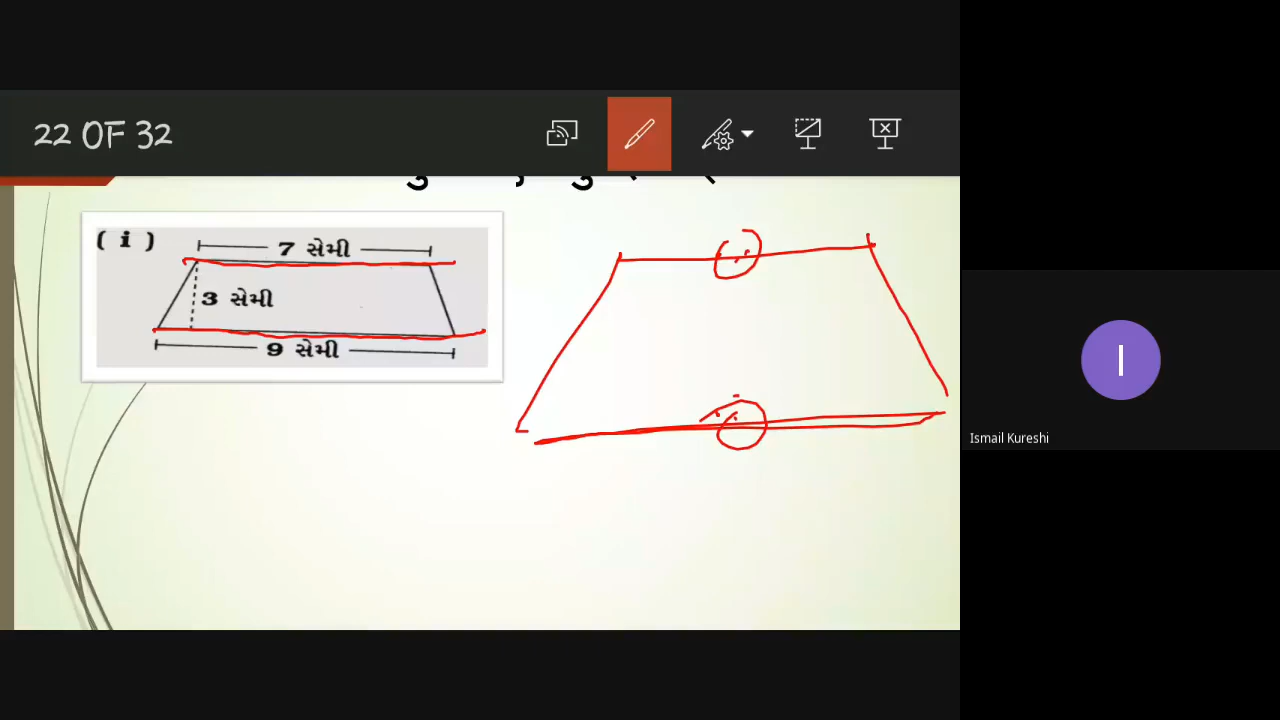 22 OF 32
( i )
7 સેમી
3 સેમી
9 સેમી
I
Ismail Kureshi